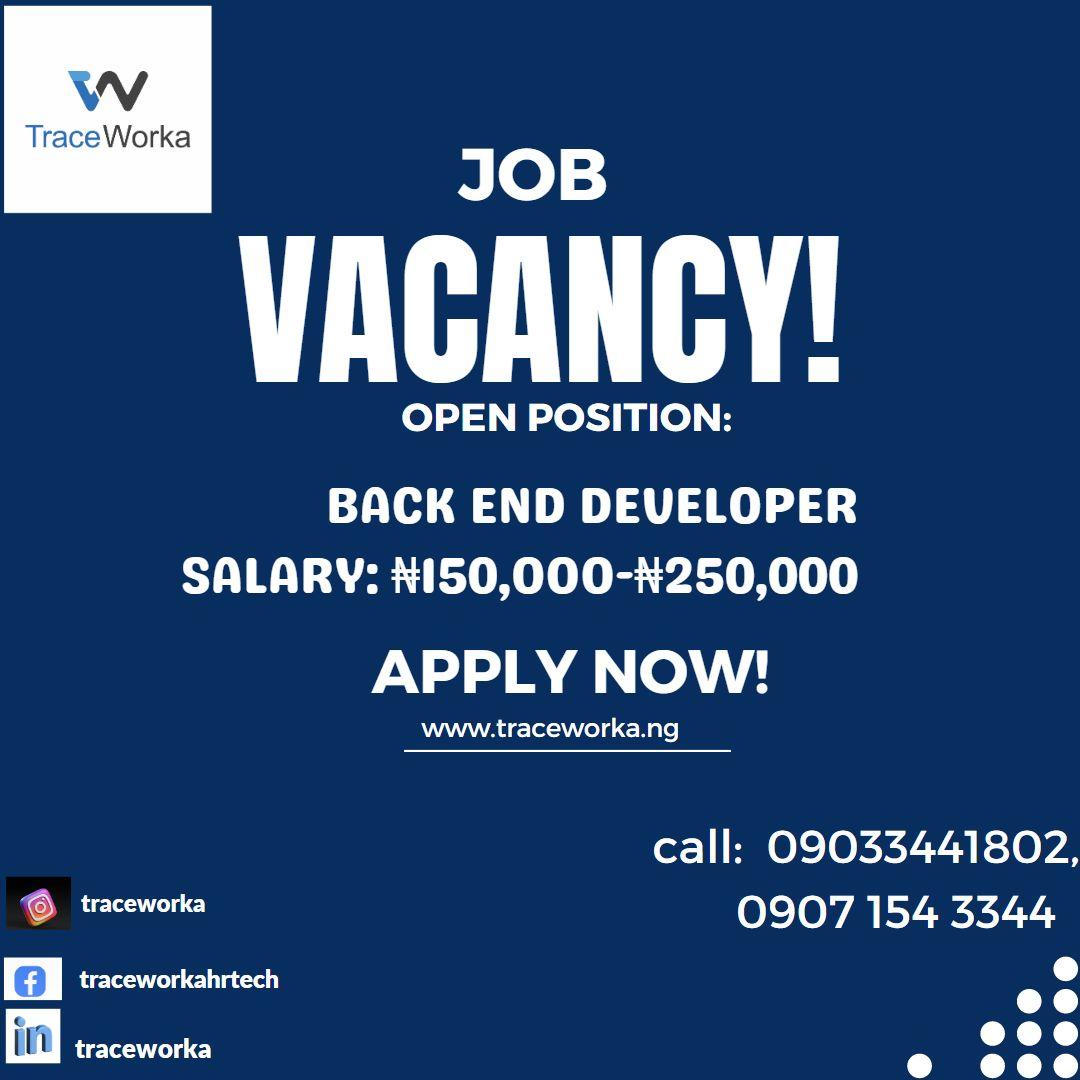 TraceWorka
JOB
VACANCY!
OPEN POSITION:
BACK END DEVELOPER
SALARY: ₦150,000-₦250,000
APPLY NOW!
www.traceworka.ng
call: 09033441802,
0907 154 3344
traceworka
traceworkahrtech
in
traceworka